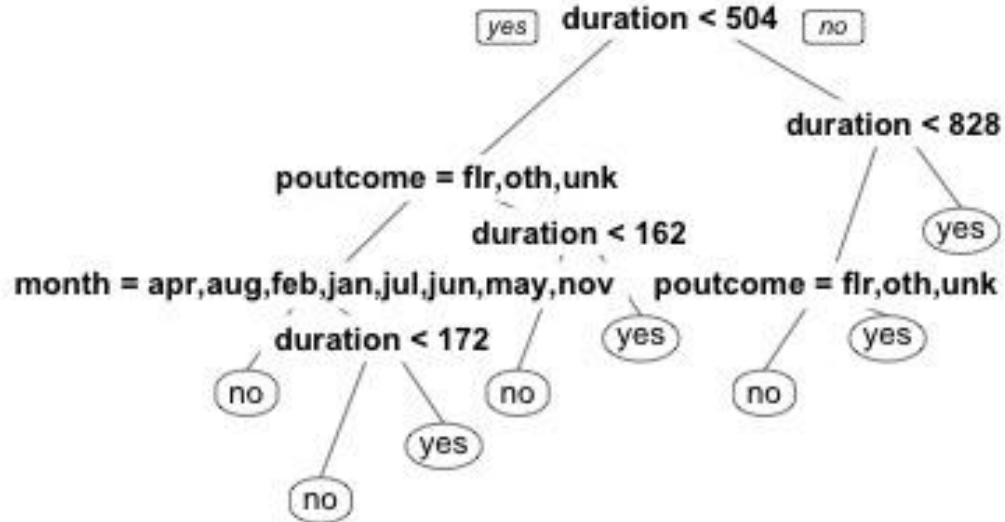 yes duration < 504 no
duration < 828
poutcome = flr,oth,unk
yes
duration < 162
month = apr,aug,feb,jan,jul,jun,may,nov poutcome = flr,oth,unk
duration < 172 yes yes
no no no
yes
no